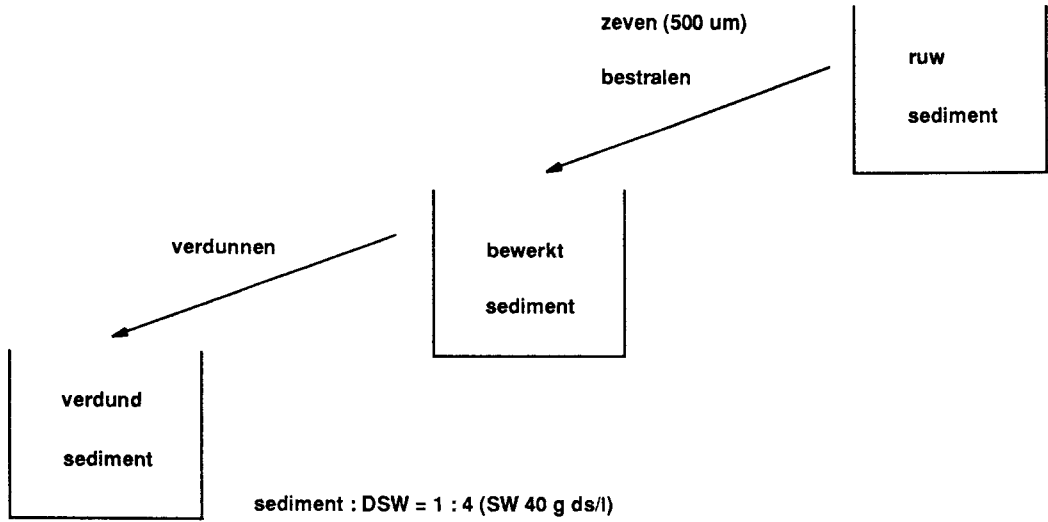 zeven (500 um)
bestralen
ruw
sediment
verdunnen
bewerkt
sediment
verdund
sediment
sediment : DSW = 1 : 4 (SW 40 g ds/l)